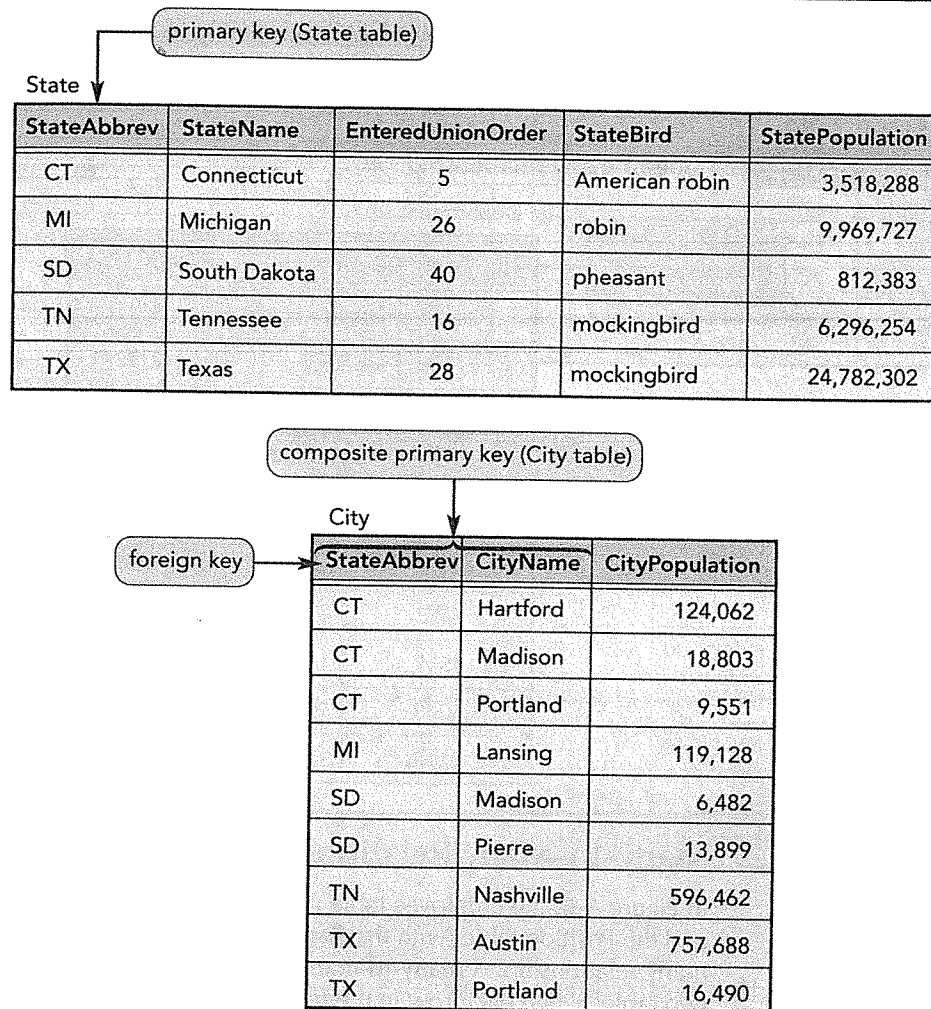 primary key (State table)
State
StateAbbrev StateName EnteredUnionOrder StateBird StatePopulation
CT Connecticut 5 American robin 3,518,288
MI Michigan 26 robin 9,969,727
SD South Dakota 40 pheasant 812,383
TN Tennessee 16 mockingbird 6,296,254
TX Texas 28 mockingbird 24,782,302
composite primary key (City table)
City
foreign key
StateAbbrev CityName CityPopulation
CT Hartford 124,062
CT Madison 18,803
CT Portland 9,551
MI Lansing 119,128
SD Madison 6,482
SD Pierre 13,899
TN Nashville 596,462
TX Austin 757,688
TX Portland 16,490